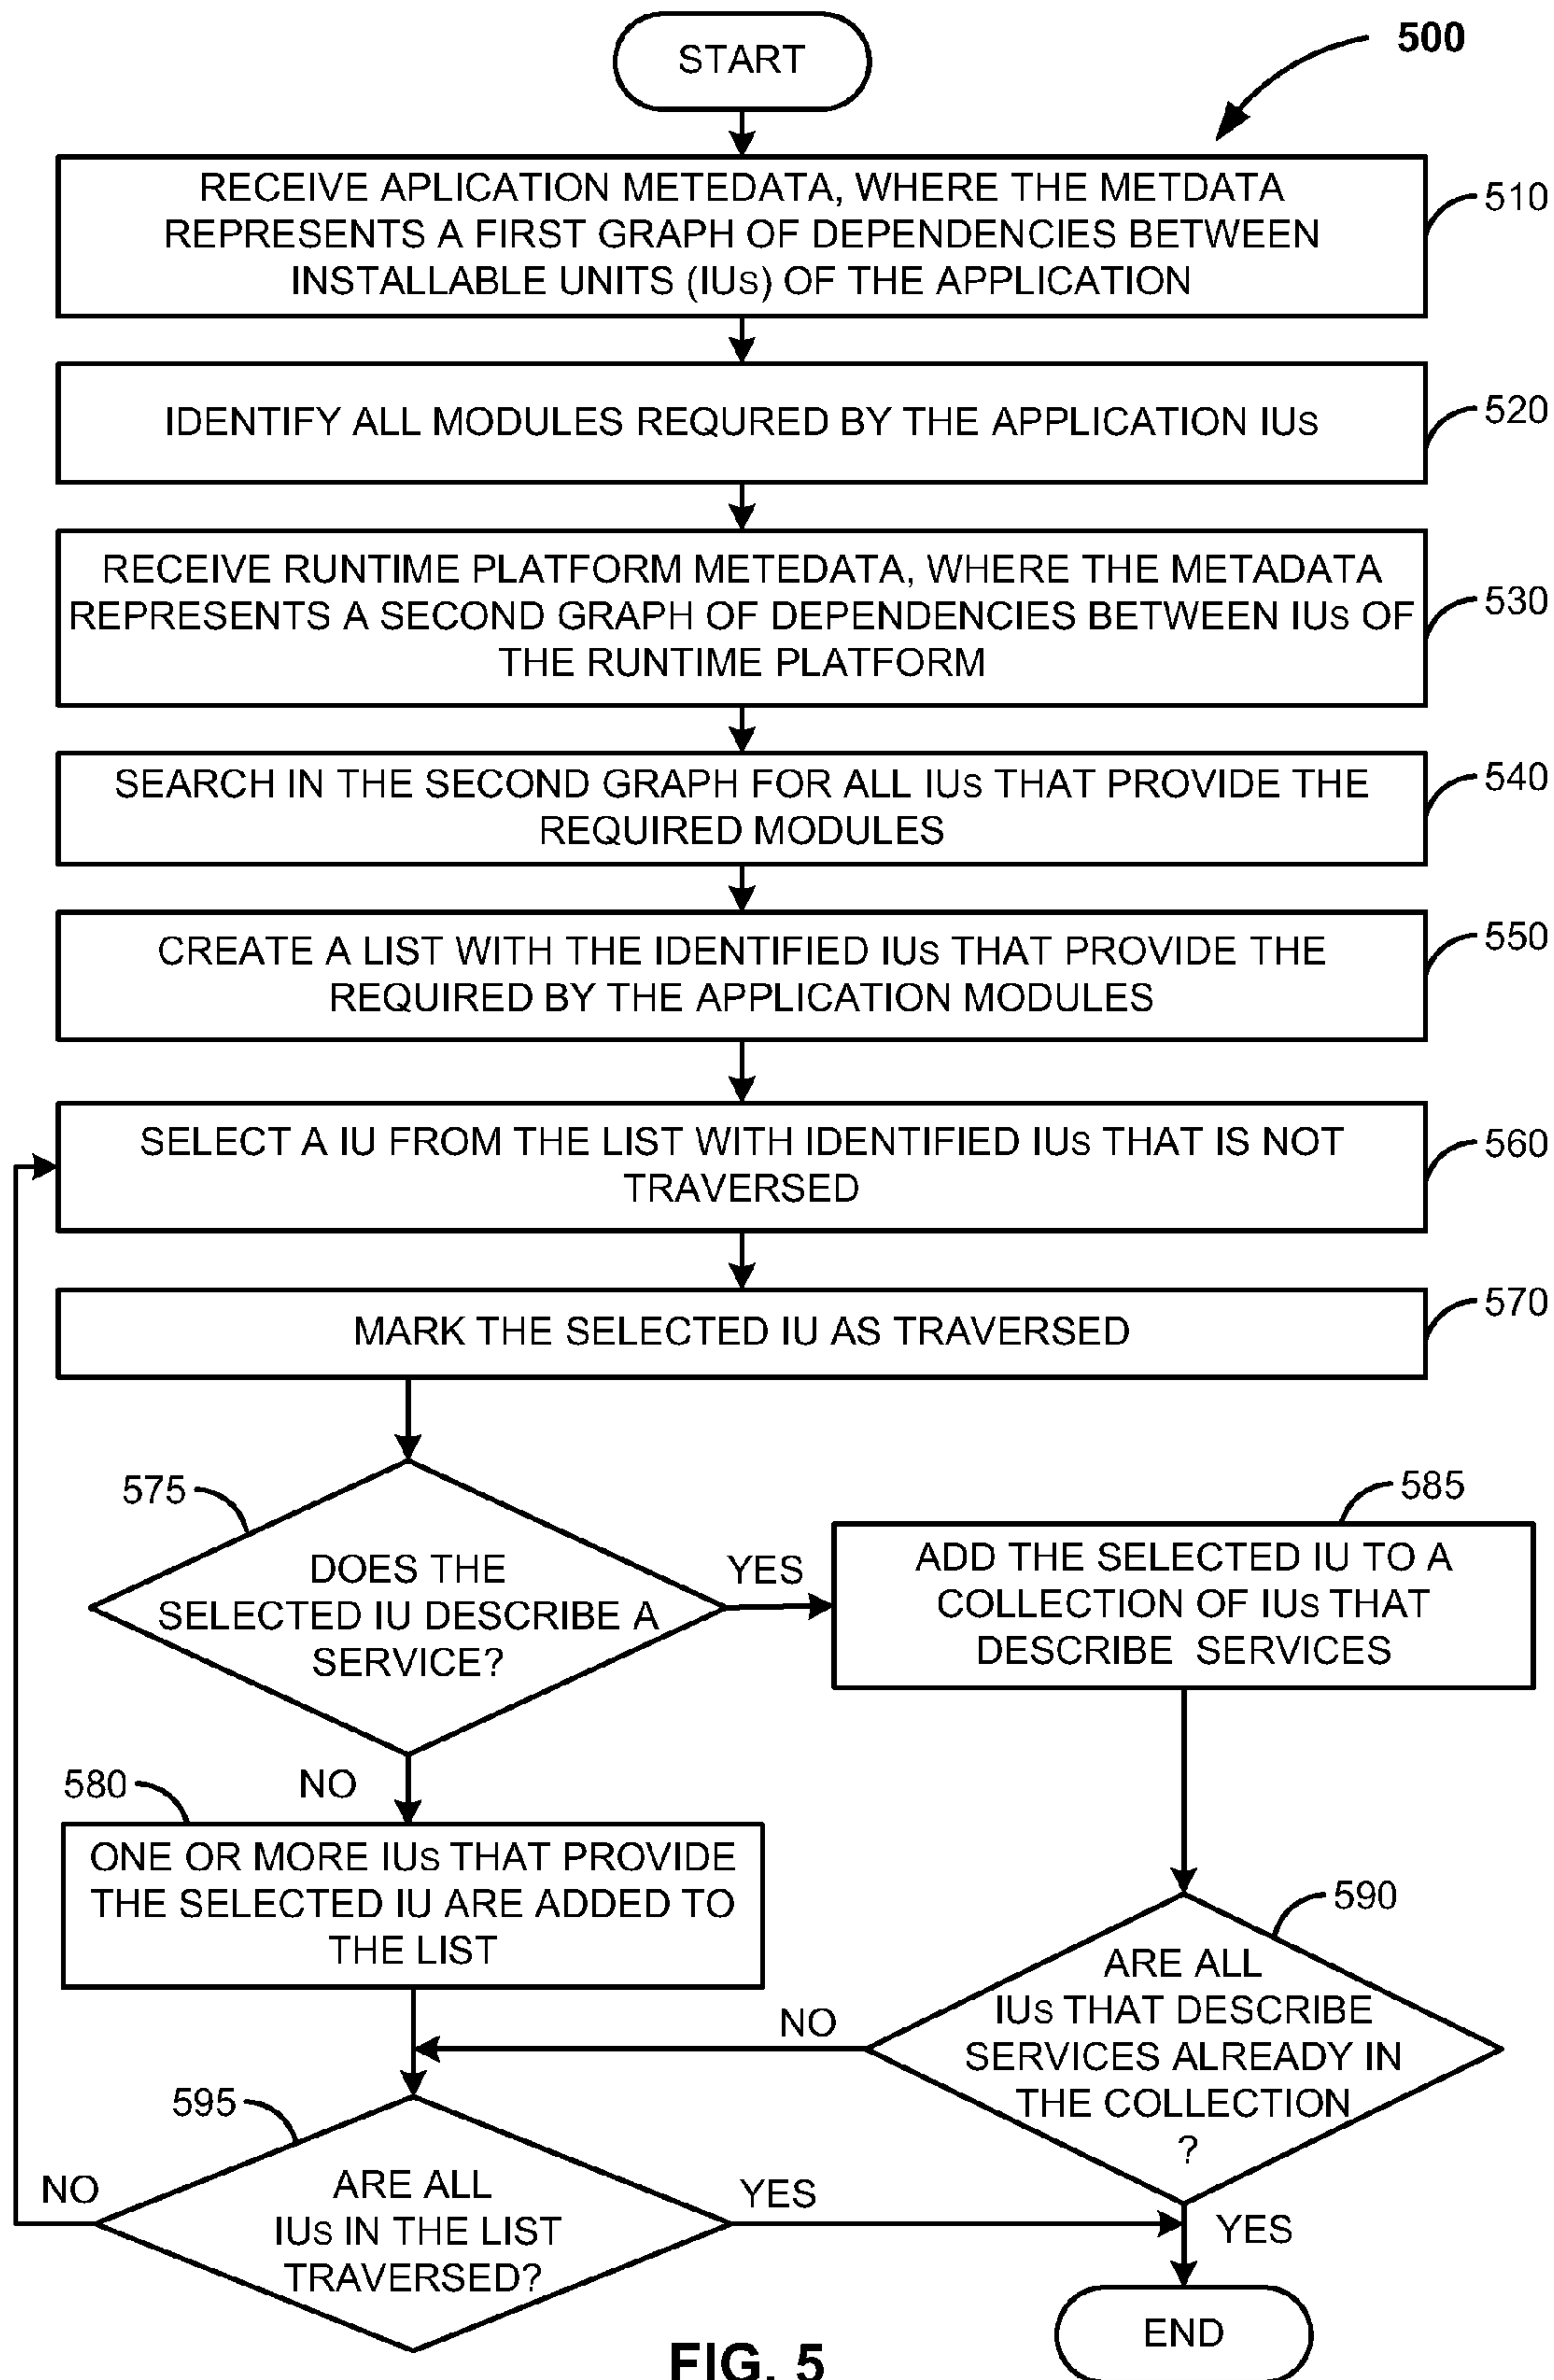 START
500
RECEIVE APLICATION METEDATA, WHERE THE METDATA
REPRESENTS A FIRST GRAPH OF DEPENDENCIES BETWEEN
INSTALLABLE UNITS (IUs) OF THE APPLICATION
510
IDENTIFY ALL MODULES REQURED BY THE APPLICATION IUs
520
RECEIVE RUNTIME PLATFORM METEDATA, WHERE THE METADATA
REPRESENTS A SECOND GRAPH OF DEPENDENCIES BETWEEN IUs OF
THE RUNTIME PLATFORM
530
SEARCH IN THE SECOND GRAPH FOR ALL IUs THAT PROVIDE THE
REQUIRED MODULES
540
CREATE A LIST WITH THE IDENTIFIED IUs THAT PROVIDE THE
REQUIRED BY THE APPLICATION MODULES
550
SELECT A IU FROM THE LIST WITH IDENTIFIED IUs THAT IS NOT
TRAVERSED
560
MARK THE SELECTED IU AS TRAVERSED
570
575
DOES THE
SELECTED IU DESCRIBE A
SERVICE?
YES
585
ADD THE SELECTED IU TO A
COLLECTION OF IUs THAT
DESCRIBE SERVICES
NO
580
ONE OR MORE IUs THAT PROVIDE
THE SELECTED IU ARE ADDED TO
THE LIST
590
ARE ALL
IUs THAT DESCRIBE
SERVICES ALREADY IN
THE COLLECTION
?
NO
YES
595
ARE ALL
IUs IN THE LIST
TRAVERSED?
NO
YES
END
FIG. 5